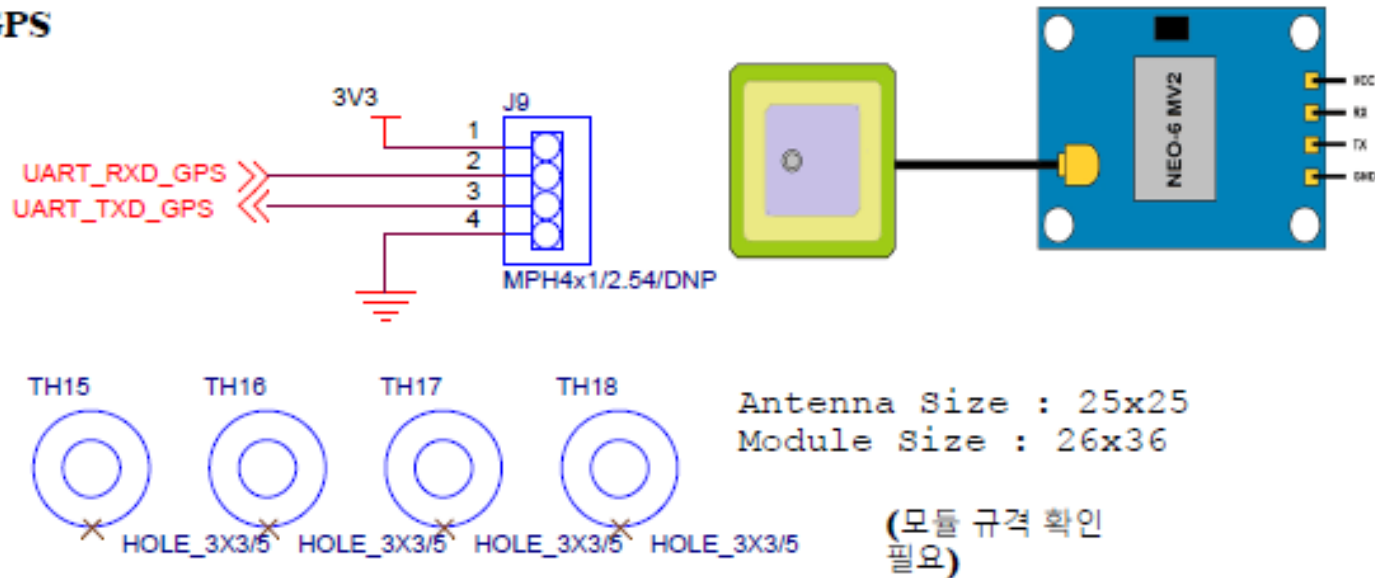 GPS
3V3
J9
1
UART_RXD_GPS
2
UART_TXD_GPS
3
4
MPH4x1/2.54/DNP
NEO-6 MV2
VCC
RX
TX
GND
TH15 TH16 TH17 TH18
HOLE_3X3/5 HOLE_3X3/5 HOLE_3X3/5 HOLE_3X3/5
Antenna Size : 25x25
Module Size : 26x36
(모듈 규격 확인
필요)